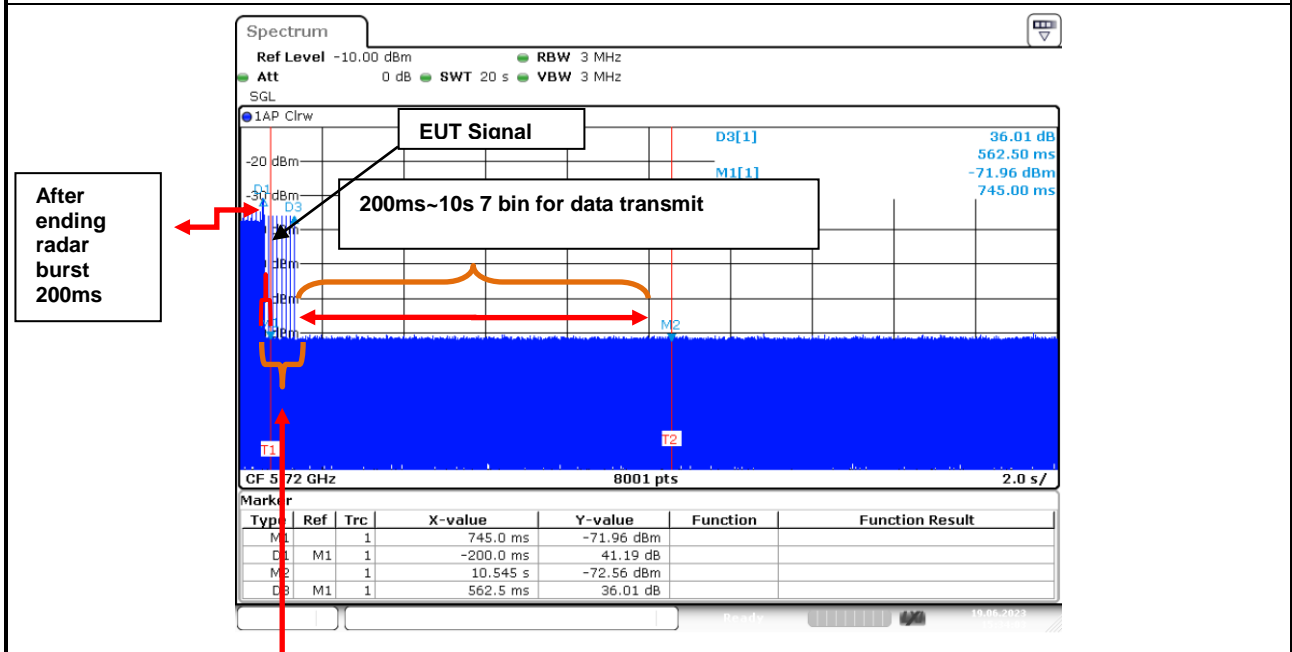 Spectrum
Ref Level -10.00 dBm RBW 3 MHz
Att 0 dB SWT 20 s VBW 3 MHz
SGL
1AP Clrw
EUT Signal
D3[1] 36.01 dB
562.50 ms
M1[1] -71.96 dBm
745.00 ms
-20 dBm
D1
-30 dBm
D3
After
ending
radar
burst
200ms
200ms~10s 7 bin for data transmit
dBm
dBm
dBm
M2
T2
T1
CF 5.72 GHz 8001 pts 2.0 s/
Marker
Type Ref Trc X-value Y-value Function Function Result
M1 1 745.0 ms -71.96 dBm
D1 M1 1 -200.0 ms 41.19 dB
M2 1 10.545 s -72.56 dBm
D3 M1 1 562.5 ms 36.01 dB
Ready 19.06.2023